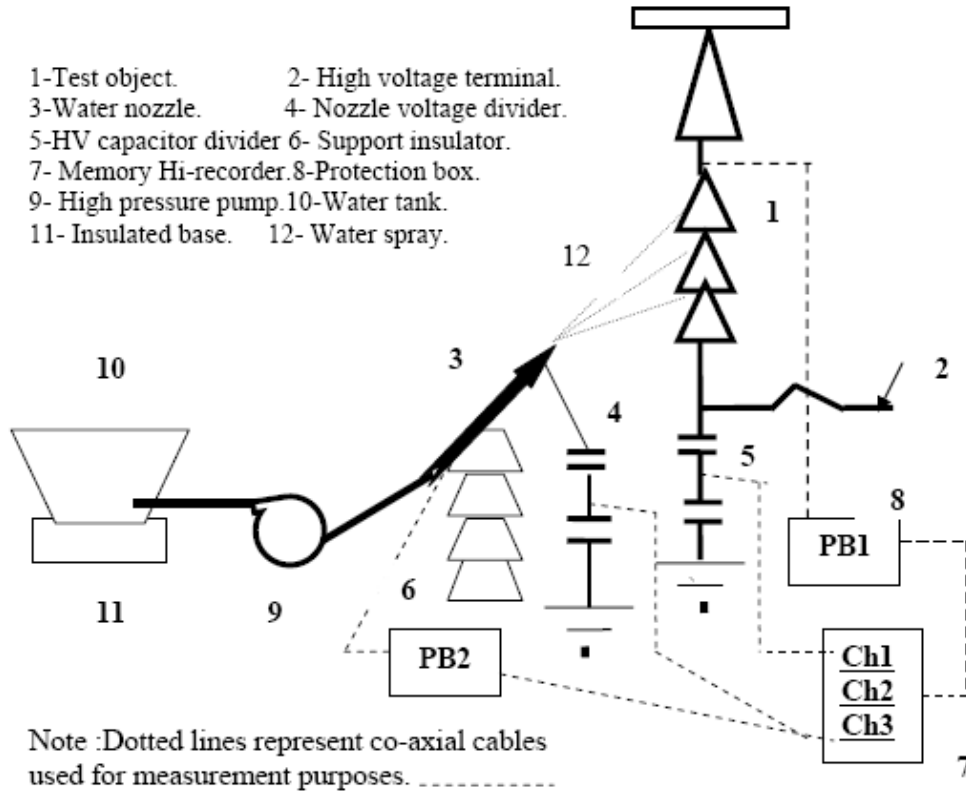 1-Test object. 2- High voltage terminal.
3-Water nozzle. 4- Nozzle voltage divider.
5-HV capacitor divider 6- Support insulator.
7- Memory Hi-recorder.8-Protection box.
9- High pressure pump.10-Water tank.
11- Insulated base. 12- Water spray.
1
12
10
3
2
4
5
8
PB1
11
9
6
PB2
Ch1
Ch2
Ch3
Note :Dotted lines represent co-axial cables
used for measurement purposes. _ _ _ _ _ _ _ _ _
7